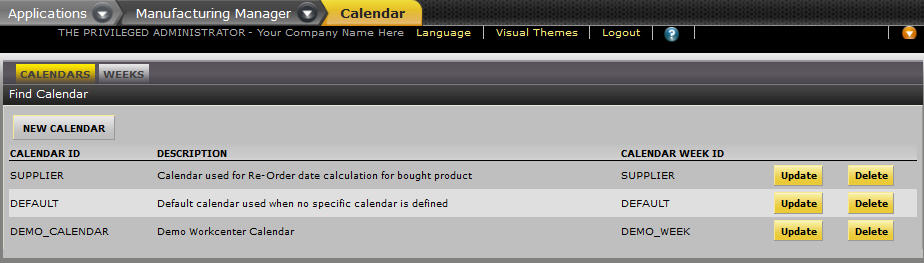 Applications Manufacturing Manager Calendar
THE PRIVILEGED ADMINISTRATOR - Your Company Name Here Language Visual Themes Logout ?
CALENDARS WEEKS
Find Calendar
NEW CALENDAR
CALENDAR ID DESCRIPTION CALENDAR WEEK ID
SUPPLIER Calendar used for Re-Order date calculation for bought product SUPPLIER Update Delete
DEFAULT Default calendar used when no specific calendar is defined DEFAULT Update Delete
DEMO_CALENDAR Demo Workcenter Calendar DEMO_WEEK Update Delete